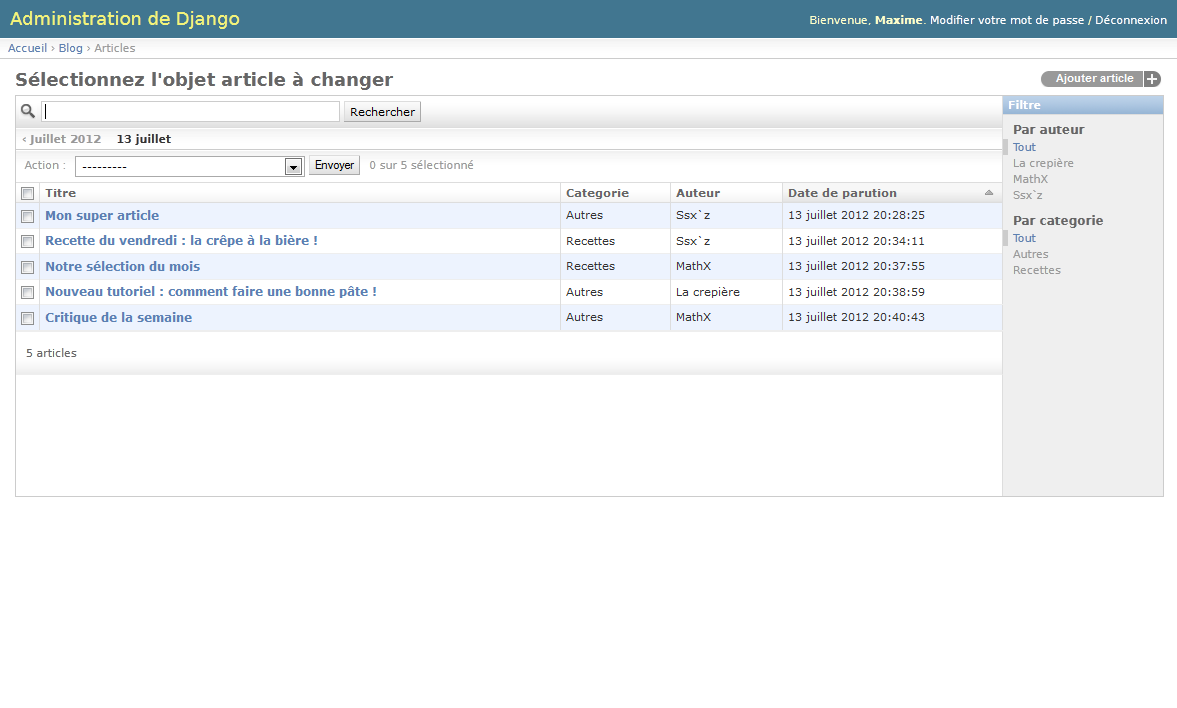 Administration de Django
Bienvenue, Maxime. Modifier votre mot de passe / Déconnexion
Accueil › Blog › Articles
Sélectionnez l'objet article à changer
Ajouter article
Rechercher
‹ Juillet 2012 13 juillet
Action : --------- Envoyer 0 sur 5 sélectionné
Titre Categorie Auteur Date de parution
Mon super article Autres Ssx`z 13 juillet 2012 20:28:25
Recette du vendredi : la crêpe à la bière ! Recettes Ssx`z 13 juillet 2012 20:34:11
Notre sélection du mois Recettes MathX 13 juillet 2012 20:37:55
Nouveau tutoriel : comment faire une bonne pâte ! Autres La crepière 13 juillet 2012 20:38:59
Critique de la semaine Autres MathX 13 juillet 2012 20:40:43
5 articles
Filtre
Par auteur
Tout
La crepière
MathX
Ssx`z
Par categorie
Tout
Autres
Recettes